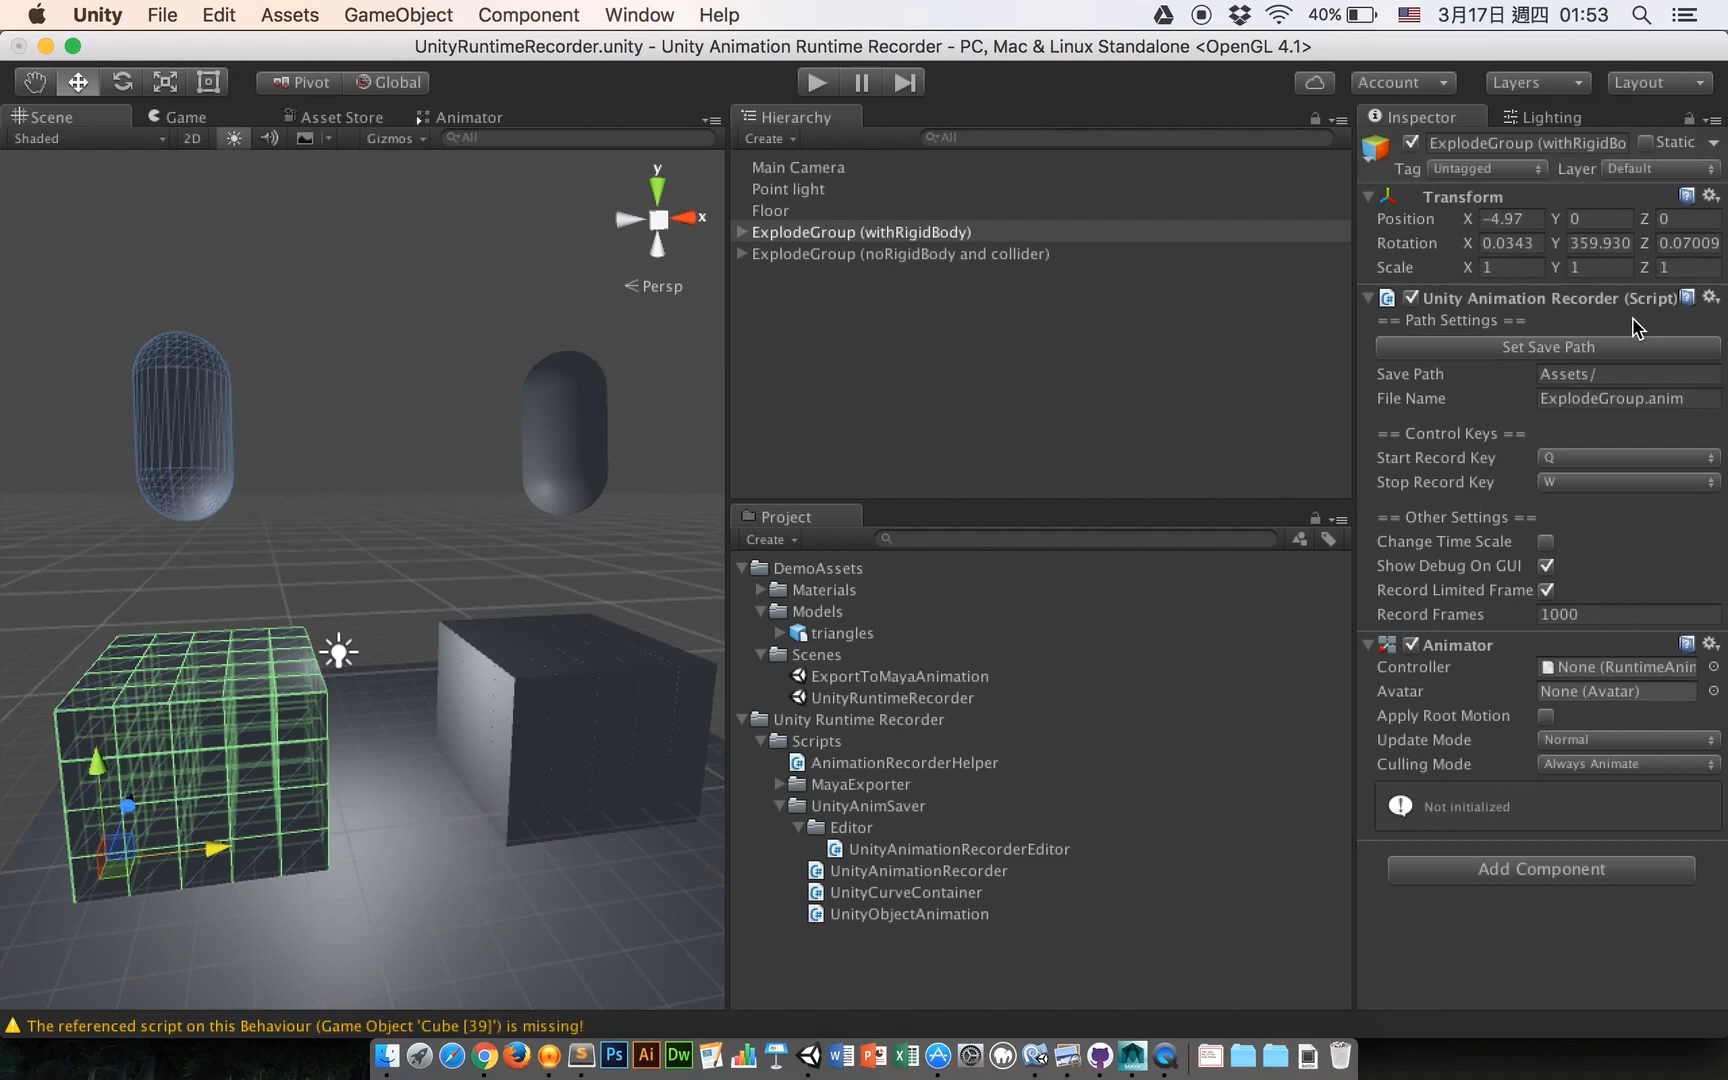 Unity File Edit Assets GameObject Component Window Help 40% 3月17日 週四 01:53
UnityRuntimeRecorder.unity - Unity Animation Runtime Recorder - PC, Mac & Linux Standalone <OpenGL 4.1>
Pivot Global Account Layers Layout
Scene Game Asset Store Animator
Shaded 2D Gizmos All
y
x
Persp
Hierarchy
Create All
Main Camera
Point light
Floor
ExplodeGroup (withRigidBody)
ExplodeGroup (noRigidBody and collider)
Project
Create
DemoAssets
Materials
Models
triangles
Scenes
ExportToMayaAnimation
UnityRuntimeRecorder
Unity Runtime Recorder
Scripts
AnimationRecorderHelper
MayaExporter
UnityAnimSaver
Editor
UnityAnimationRecorderEditor
UnityAnimationRecorder
UnityCurveContainer
UnityObjectAnimation
Inspector Lighting
ExplodeGroup (withRigidBo Static
Tag Untagged Layer Default
Transform
Position X -4.97 Y 0 Z 0
Rotation X 0.0343 Y 359.930 Z 0.07009
Scale X 1 Y 1 Z 1
Unity Animation Recorder (Script)
== Path Settings ==
Set Save Path
Save Path Assets/
File Name ExplodeGroup.anim
== Control Keys ==
Start Record Key Q
Stop Record Key W
== Other Settings ==
Change Time Scale
Show Debug On GUI
Record Limited Frame
Record Frames 1000
Animator
Controller None (RuntimeAnin
Avatar None (Avatar)
Apply Root Motion
Update Mode Normal
Culling Mode Always Animate
Not initialized
Add Component
The referenced script on this Behaviour (Game Object 'Cube [39]') is missing!
Ps Ai Dw